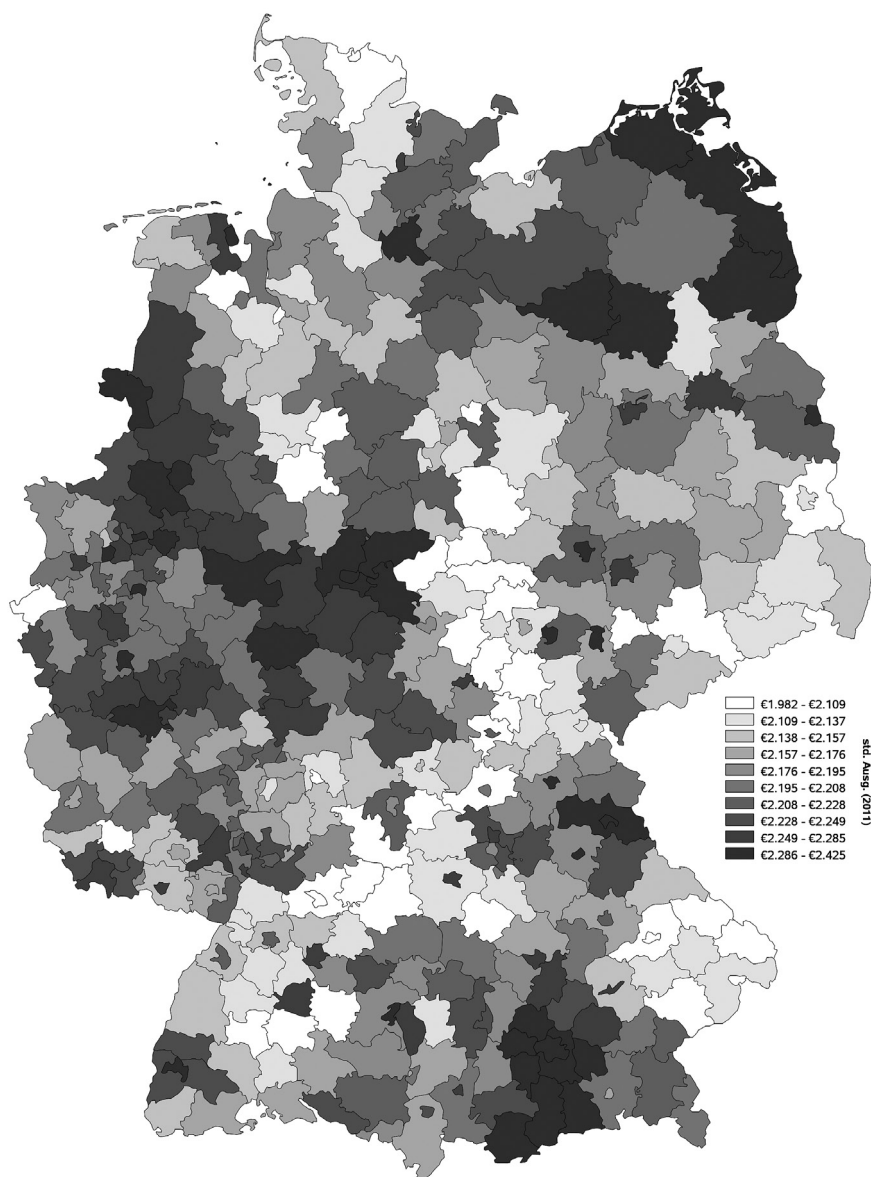 €1.982 - €2.109
€2.109 - €2.137
€2.138 - €2.157
€2.157 - €2.176
€2.176 - €2.195
€2.195 - €2.208
€2.208 - €2.228
€2.228 - €2.249
€2.249 - €2.285
€2.286 - €2.425
std. Ausg. (2011)